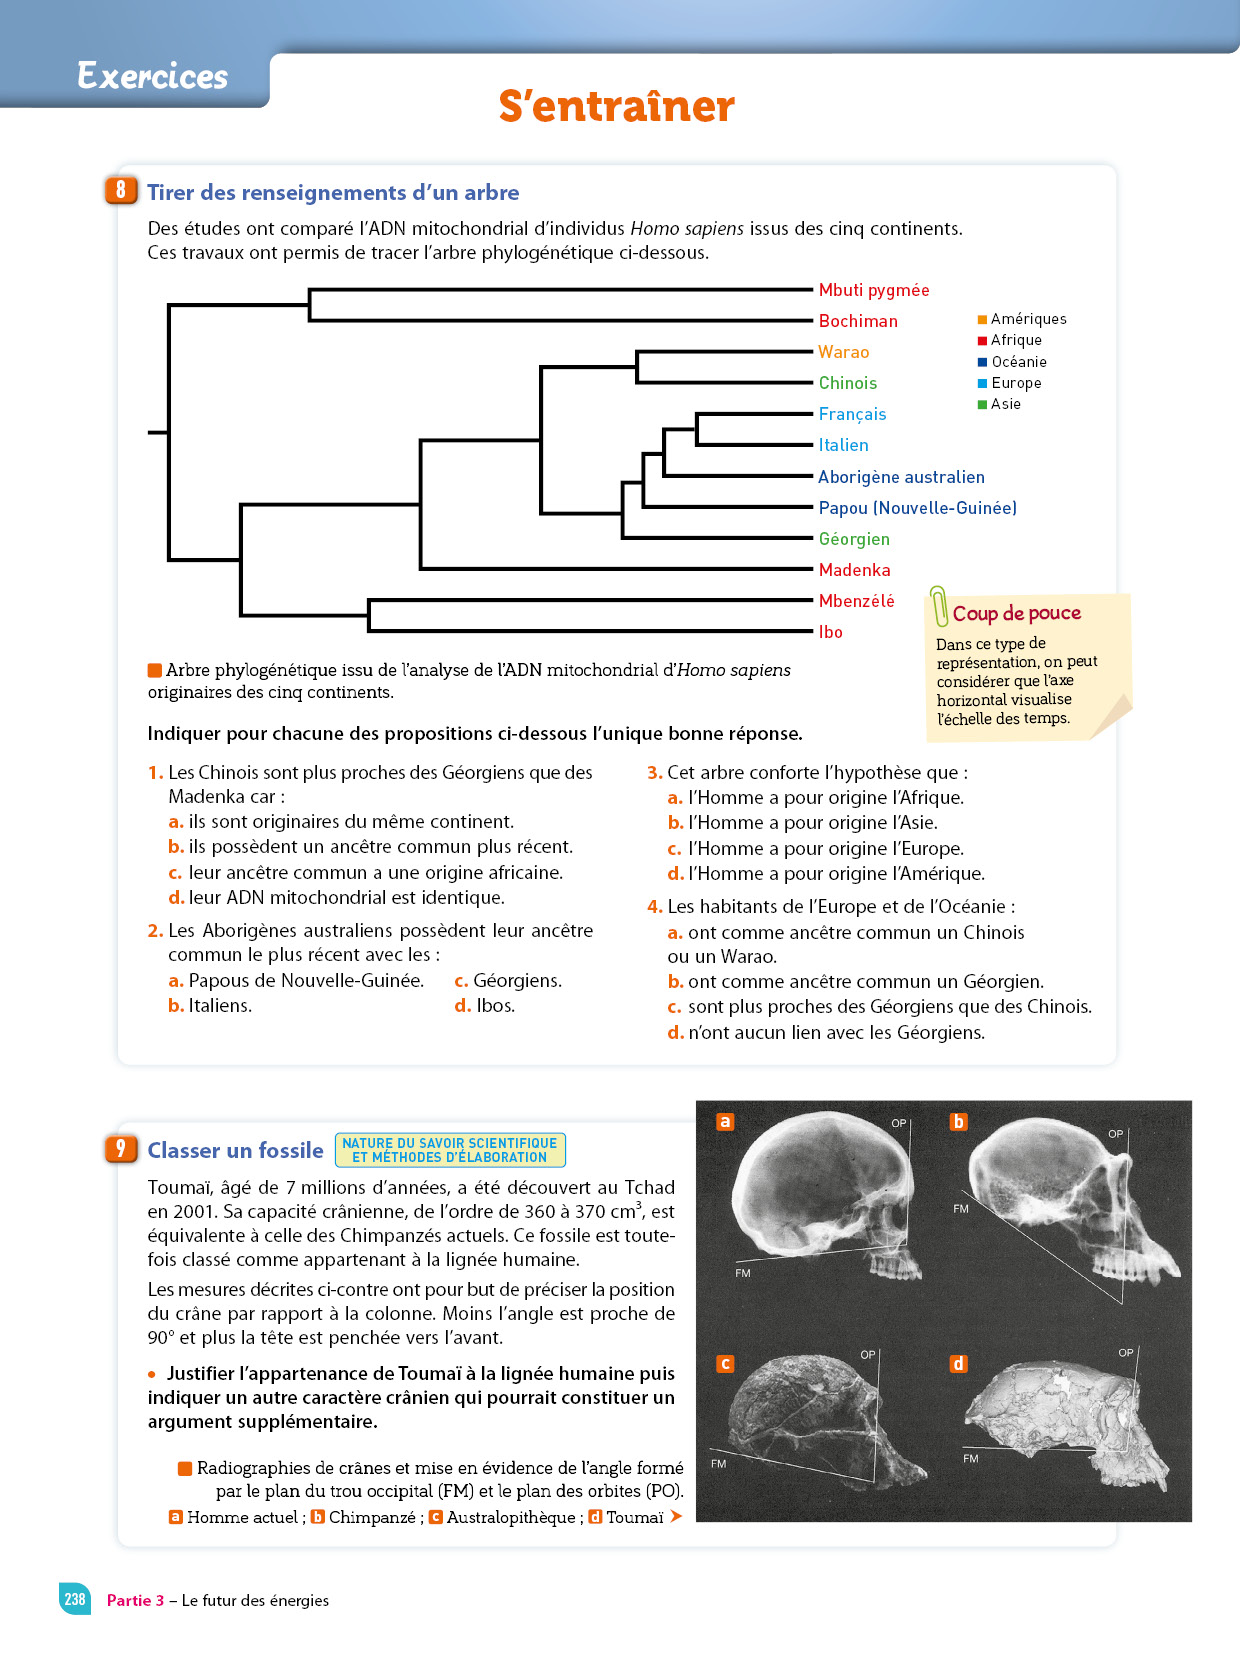 Exercices
S'entraîner
8 Tirer des renseignements d'un arbre
Des études ont comparé l'ADN mitochondrial d'individus Homo sapiens issus des cinq continents.
Ces travaux ont permis de tracer l'arbre phylogénétique ci-dessous.
Mbuti pygmée
Bochiman
Warao
Chinois
Français
Italien
Aborigène australien
Papou (Nouvelle-Guinée)
Géorgien
Madenka
Mbenzélé
Ibo
Amériques
Afrique
Océanie
Europe
Asie
Coup de pouce
Dans ce type de
représentation, on peut
considérer que l'axe
horizontal visualise
l'échelle des temps.
Arbre phylogénétique issu de l'analyse de l'ADN mitochondrial d'Homo sapiens
originaires des cinq continents.
Indiquer pour chacune des propositions ci-dessous l'unique bonne réponse.
1. Les Chinois sont plus proches des Géorgiens que des
Madenka car :
a. ils sont originaires du même continent.
b. ils possèdent un ancêtre commun plus récent.
c. leur ancêtre commun a une origine africaine.
d. leur ADN mitochondrial est identique.
2. Les Aborigènes australiens possèdent leur ancêtre
commun le plus récent avec les :
a. Papous de Nouvelle-Guinée. c. Géorgiens.
b. Italiens. d. Ibos.
3. Cet arbre conforte l'hypothèse que :
a. l'Homme a pour origine l'Afrique.
b. l'Homme a pour origine l'Asie.
c. l'Homme a pour origine l'Europe.
d. l'Homme a pour origine l'Amérique.
4. Les habitants de l'Europe et de l'Océanie :
a. ont comme ancêtre commun un Chinois
ou un Warao.
b. ont comme ancêtre commun un Géorgien.
c. sont plus proches des Géorgiens que des Chinois.
d. n'ont aucun lien avec les Géorgiens.
9 Classer un fossile
NATURE DU SAVOIR SCIENTIFIQUE
ET MÉTHODES D'ÉLABORATION
Toumaï, âgé de 7 millions d'années, a été découvert au Tchad
en 2001. Sa capacité crânienne, de l'ordre de 360 à 370 cm³, est
équivalente à celle des Chimpanzés actuels. Ce fossile est toute-
fois classé comme appartenant à la lignée humaine.
Les mesures décrites ci-contre ont pour but de préciser la position
du crâne par rapport à la colonne. Moins l'angle est proche de
90° et plus la tête est penchée vers l'avant.
• Justifier l'appartenance de Toumaï à la lignée humaine puis
indiquer un autre caractère crânien qui pourrait constituer un
argument supplémentaire.
Radiographies de crânes et mise en évidence de l'angle formé
par le plan du trou occipital (FM) et le plan des orbites (PO).
a Homme actuel ; b Chimpanzé ; c Australopithèque ; d Toumaï
a
OP
FM
b
OP
FM
c
OP
FM
d
OP
FM
238 Partie 3 – Le futur des énergies